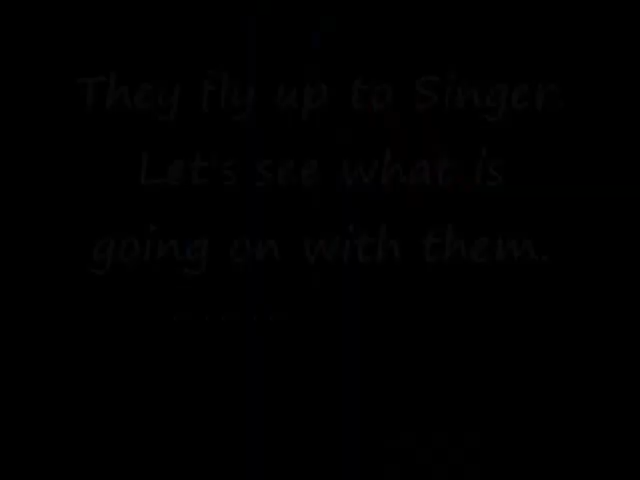 They fly up to Singer.
Let's see what is
going on with them.
......